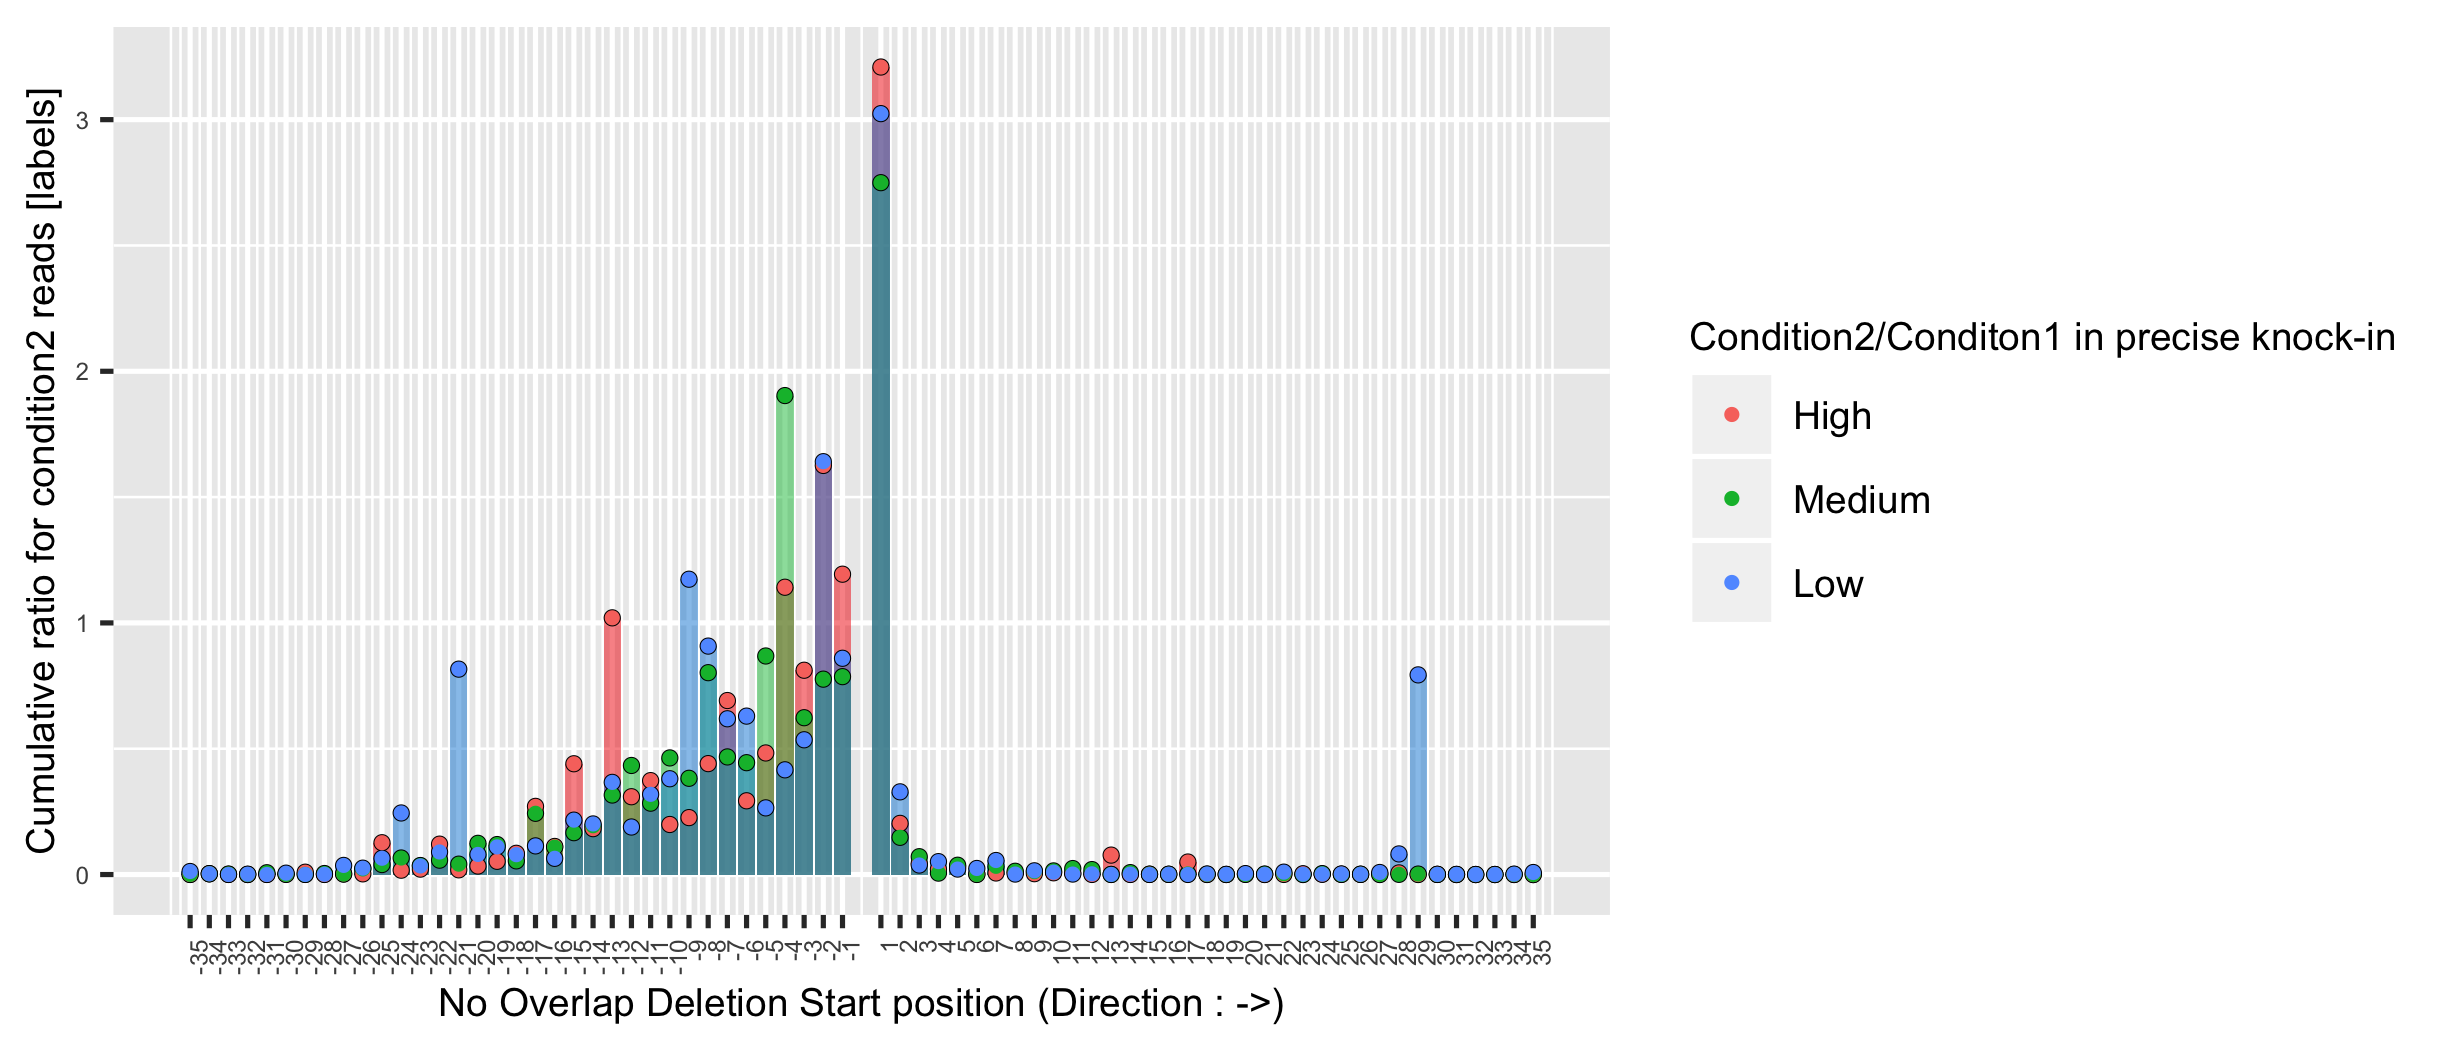 Cumulative ratio for condition2 reads [labels]
3
2
1
0
-35 -34 -33 -32 -31 -30 -29 -28 -27 -26 -25 -24 -23 -22 -21 -20 -19 -18 -17 -16 -15 -14 -13 -12 -11 -10 -9 -8 -7 -6 -5 -4 -3 -2 -1 1 2 3 4 5 6 7 8 9 10 11 12 13 14 15 16 17 18 19 20 21 22 23 24 25 26 27 28 29 30 31 32 33 34 35
No Overlap Deletion Start position (Direction : ->)
Condition2/Conditon1 in precise knock-in
High
Medium
Low